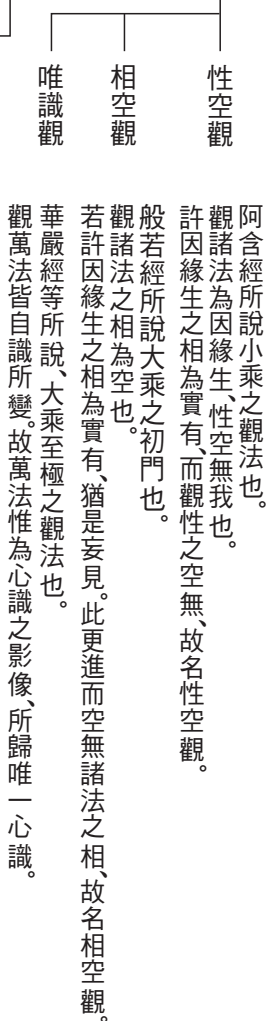 性空觀
阿含經所說小乘之觀法也。
觀諸法為因緣生、性空無我也。
許因緣生之相為實有、而觀性之空無、故名性空觀。
相空觀
般若經所說大乘之初門也。
觀諸法之相為空也。
若許因緣生之相為實有、猶是妄見。此更進而空無諸法之相、故名相空觀。
唯識觀
華嚴經等所說、大乘至極之觀法也。
觀萬法皆自識所變。故萬法惟為心識之影像、所歸唯一心識。